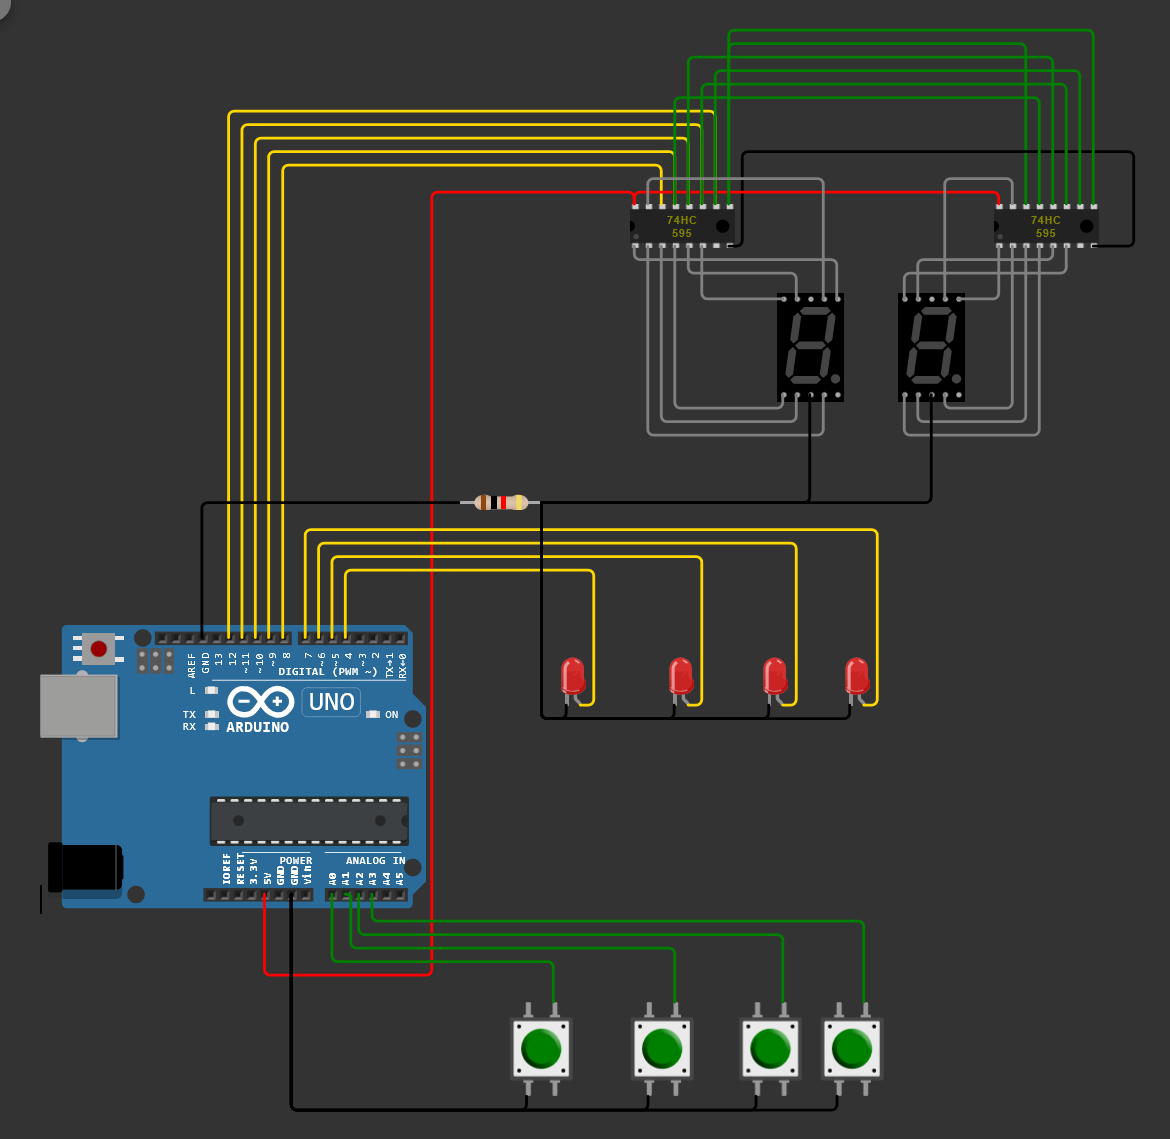 74HC
595
74HC
595
AREF
GND
13
12
~11
~10
~9
8
7
~6
~5
4
~3
2
TX→1
RX←0
DIGITAL (PWM ~)
L
TX
RX
UNO
ARDUINO
ON
IOREF
RESET
3.3V
5V
GND
GND
Vin
POWER
ANALOG IN
A0
A1
A2
A3
A4
A5